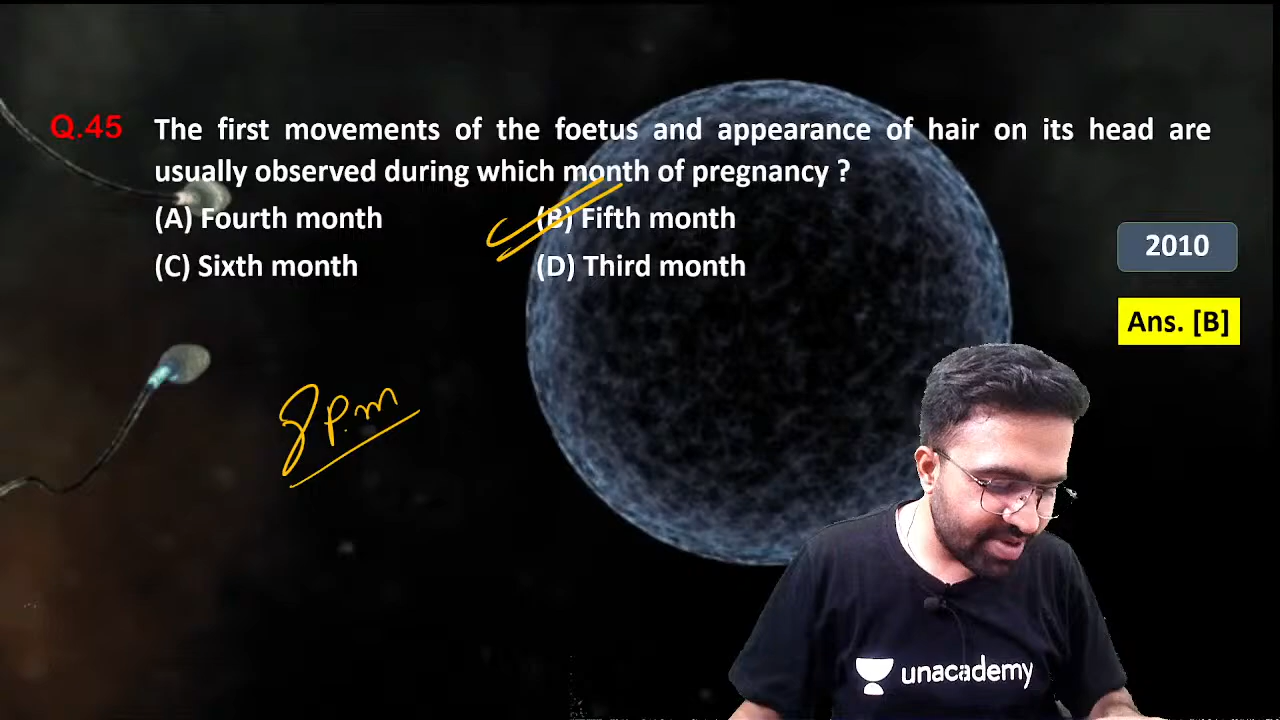 Q.45 The first movements of the foetus and appearance of hair on its head are
usually observed during which month of pregnancy ?
(A) Fourth month (B) Fifth month
(C) Sixth month (D) Third month
2010
Ans. [B]
8 P.m
unacademy